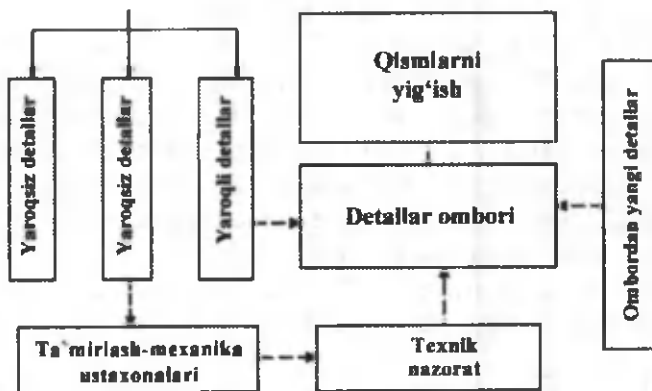 Yaroqsiz detallar
Yaroqsiz detallar
Yaroqli detallar
Qismlarni
yig‘ish
Detallar ombori
Ombordan yangi detallar
Ta`mirlash-mexanika
ustaxonalari
Texnik
nazorat